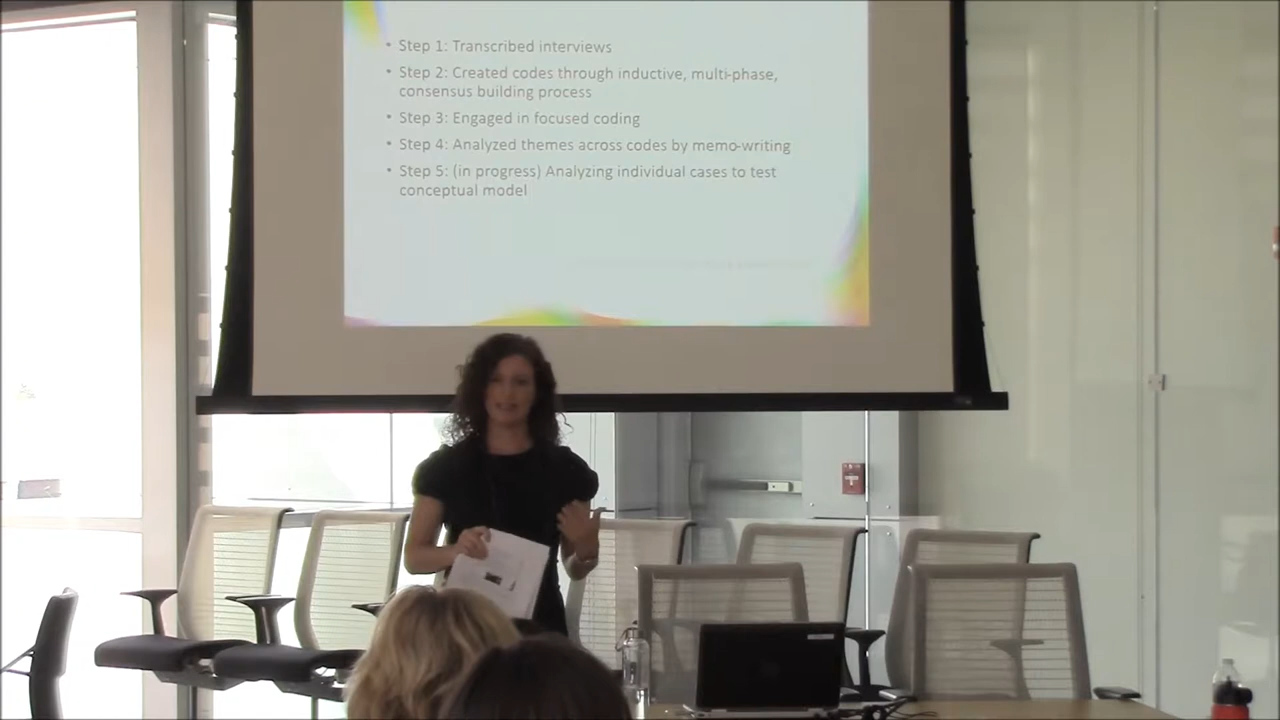 • Step 1: Transcribed interviews
• Step 2: Created codes through inductive, multi-phase,
consensus building process
• Step 3: Engaged in focused coding
• Step 4: Analyzed themes across codes by memo-writing
• Step 5: (in progress) Analyzing individual cases to test
conceptual model